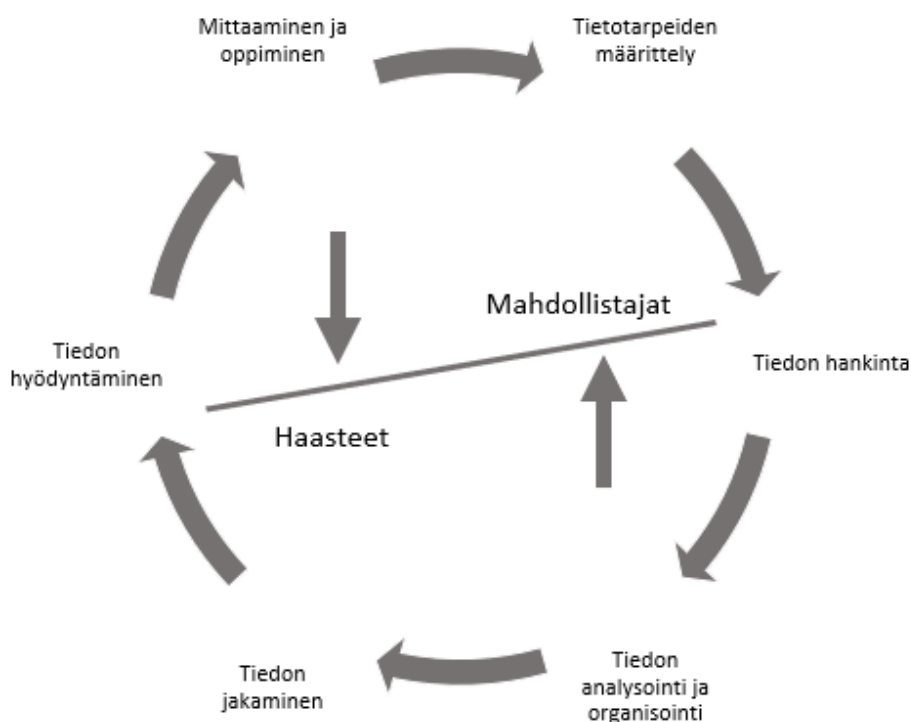 Mittaaminen ja
oppiminen
Tietotarpeiden
määrittely
Mahdollistajat
Tiedon
hyödyntäminen
Tiedon hankinta
Haasteet
Tiedon
jakaminen
Tiedon
analysointi ja
organisointi